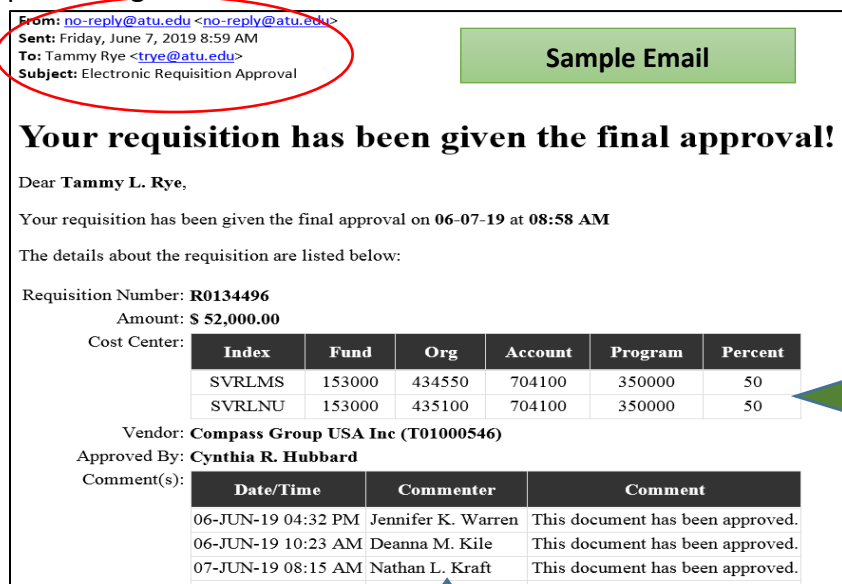 From: no-reply@atu.edu <no-reply@atu.edu>
Sent: Friday, June 7, 2019 8:59 AM
To: Tammy Rye <trye@atu.edu>
Subject: Electronic Requisition Approval
Sample Email
Your requisition has been given the final approval!
Dear Tammy L. Rye,
Your requisition has been given the final approval on 06-07-19 at 08:58 AM
The details about the requisition are listed below:
Requisition Number: R0134496
Amount: $ 52,000.00
Cost Center:
Index Fund Org Account Program Percent
SVRLMS 153000 434550 704100 350000 50
SVRLNU 153000 435100 704100 350000 50
Vendor: Compass Group USA Inc (T01000546)
Approved By: Cynthia R. Hubbard
Comment(s):
Date/Time Commenter Comment
06-JUN-19 04:32 PM Jennifer K. Warren This document has been approved.
06-JUN-19 10:23 AM Deanna M. Kile This document has been approved.
07-JUN-19 08:15 AM Nathan L. Kraft This document has been approved.